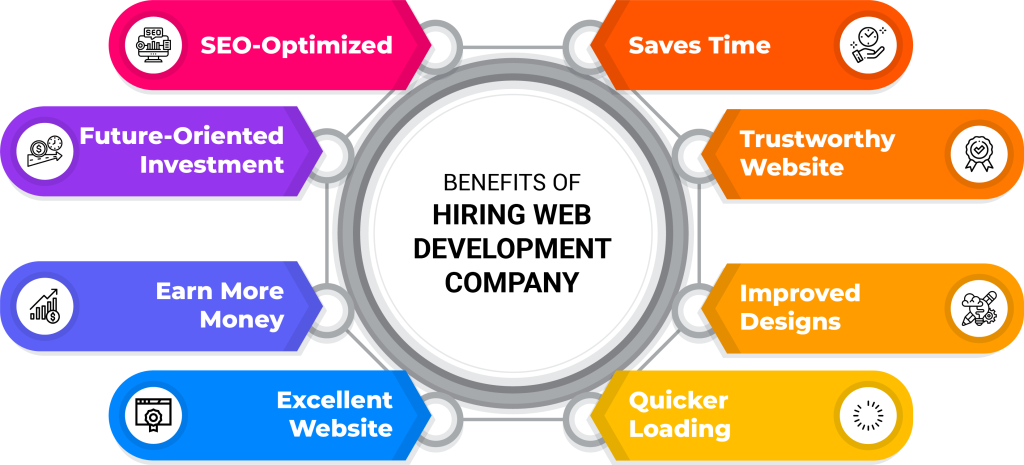 SEO
SEO-Optimized
Saves Time
Future-Oriented
Investment
Trustworthy
Website
BENEFITS OF
HIRING WEB
DEVELOPMENT
COMPANY
Earn More
Money
Improved
Designs
Excellent
Website
Quicker
Loading